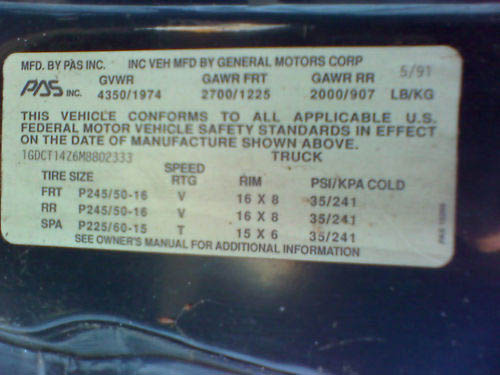 MFD. BY PAS INC. INC VEH MFD BY GENERAL MOTORS CORP
PAS INC. GVWR GAWR FRT GAWR RR 5/91
4350/1974 2700/1225 2000/907 LB/KG
THIS VEHICLE CONFORMS TO ALL APPLICABLE U.S.
FEDERAL MOTOR VEHICLE SAFETY STANDARDS IN EFFECT
ON THE DATE OF MANUFACTURE SHOWN ABOVE.
1GDCT14Z6M8802333 TRUCK
TIRE SIZE SPEED RTG RIM PSI/KPA COLD
FRT P245/50-16 V 16 X 8 35/241
RR P245/50-16 V 16 X 8 35/241
SPA P225/60-15 T 15 X 6 35/241
SEE OWNER'S MANUAL FOR ADDITIONAL INFORMATION